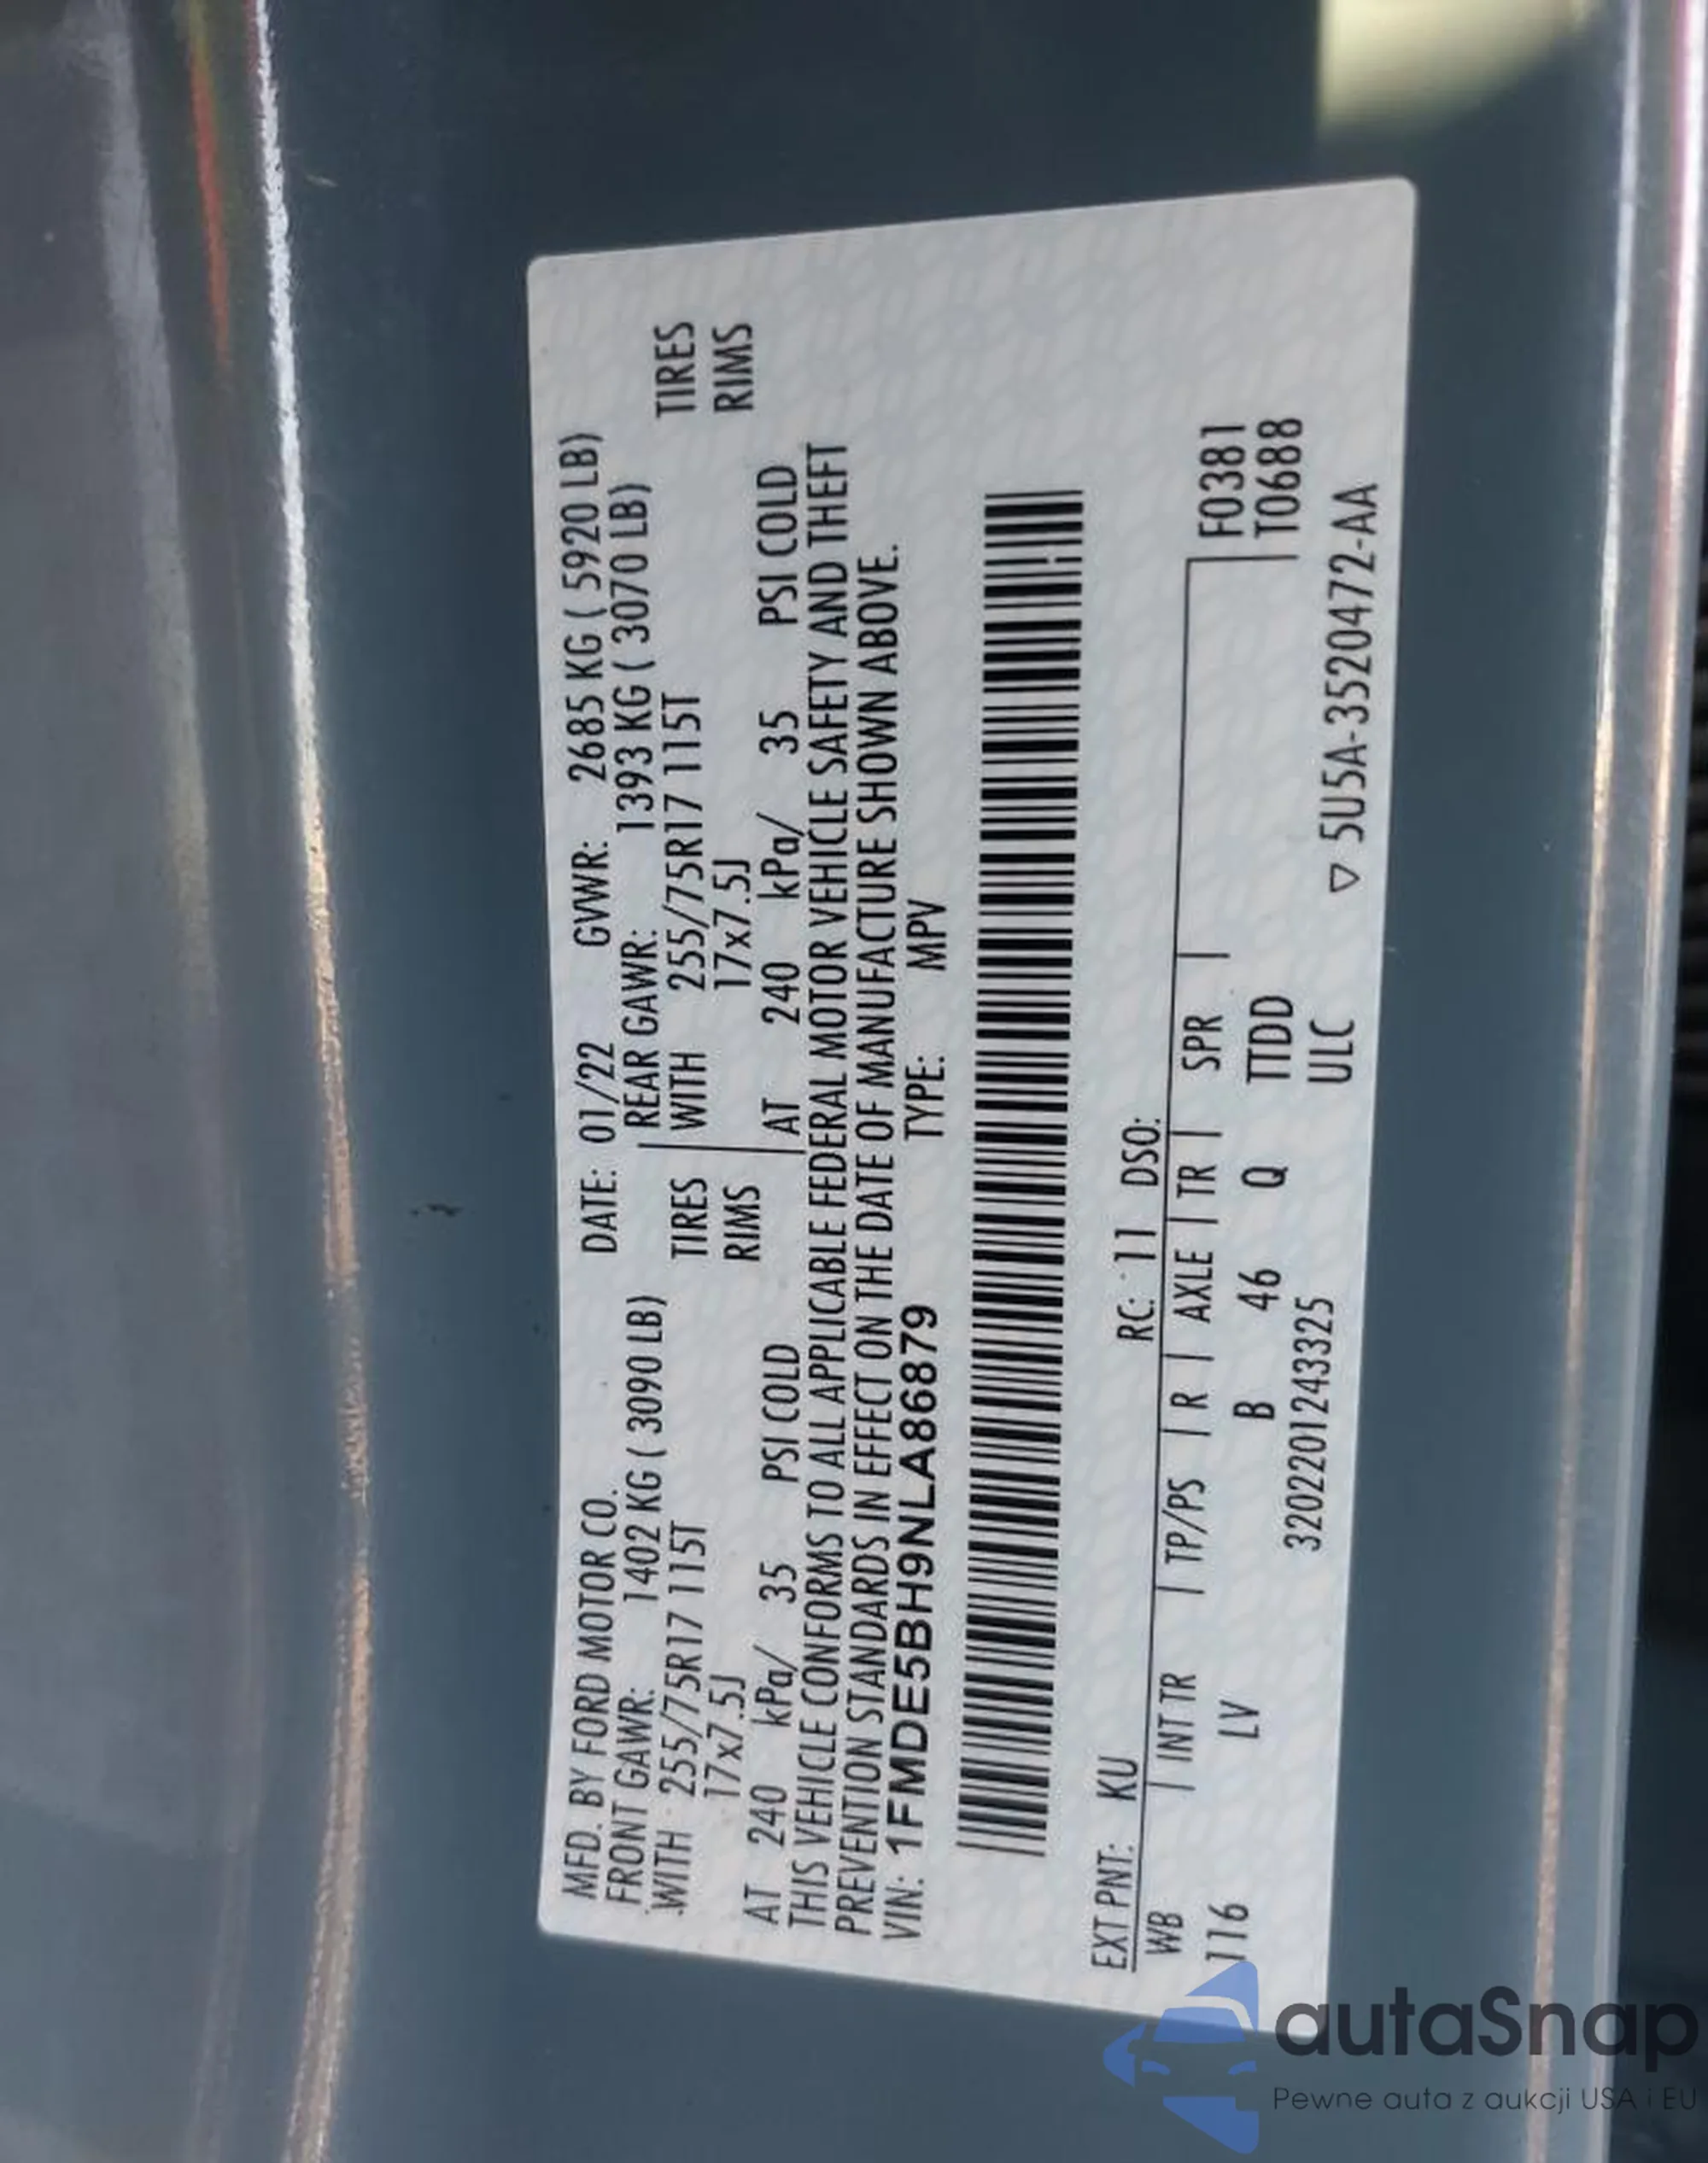 MFD. BY FORD MOTOR CO. DATE: 01/22 GVWR: 2685 KG ( 5920 LB)
FRONT GAWR: 1402 KG ( 3090 LB) REAR GAWR: 1393 KG ( 3070 LB)
WITH 255/75R17 115T TIRES WITH 255/75R17 115T TIRES
17x7.5J RIMS 17x7.5J RIMS
AT 240 kPa/ 35 PSI COLD AT 240 kPa/ 35 PSI COLD
THIS VEHICLE CONFORMS TO ALL APPLICABLE FEDERAL MOTOR VEHICLE SAFETY AND THEFT
PREVENTION STANDARDS IN EFFECT ON THE DATE OF MANUFACTURE SHOWN ABOVE.
VIN: 1FMDE5BH9NLA86879 TYPE: MPV
EXT PNT: KU RC: 11 DSO:
WB INT TR TP/PS R AXLE TR SPR F0381
116 LV B 46 Q TTDD T0688
3202201243325 ULC
▽ 5U5A-3520472-AA
autaSnap
Pewne auta z aukcji USA i EU